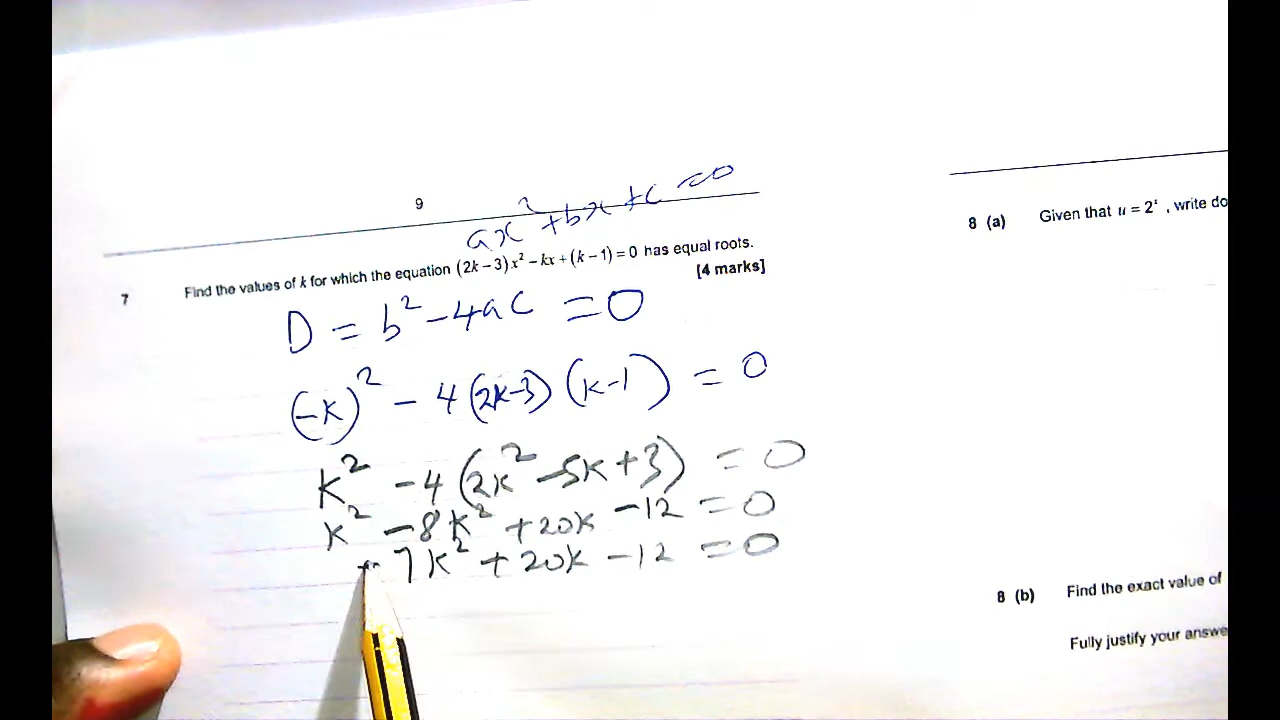 9
ax² + bx + c = 0
7 Find the values of k for which the equation (2k − 3)x² − kx + (k − 1) = 0 has equal roots.
[4 marks]
D = b² − 4ac = 0
(−k)² − 4(2k−3)(k−1) = 0
k² − 4(2k² − 5k + 3) = 0
k² − 8k² + 20k − 12 = 0
− 7k² + 20k − 12 = 0
8 (a) Given that u = 2ˣ , write do
8 (b) Find the exact value of
Fully justify your answe